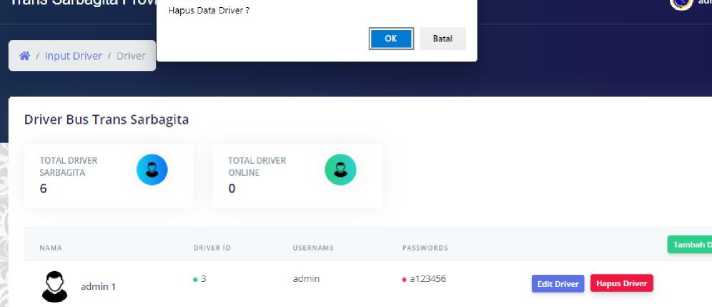 Trans Sarbagita
Hapus Data Driver ?
OK Batal
/ Input Driver / Driver
Driver Bus Trans Sarbagita
TOTAL DRIVER SARBAGITA
6
TOTAL DRIVER ONLINE
0
Tambah
NAMA DRIVER ID USERNAME PASSWORDS
admin 1 3 admin a123456 Edit Driver Hapus Driver